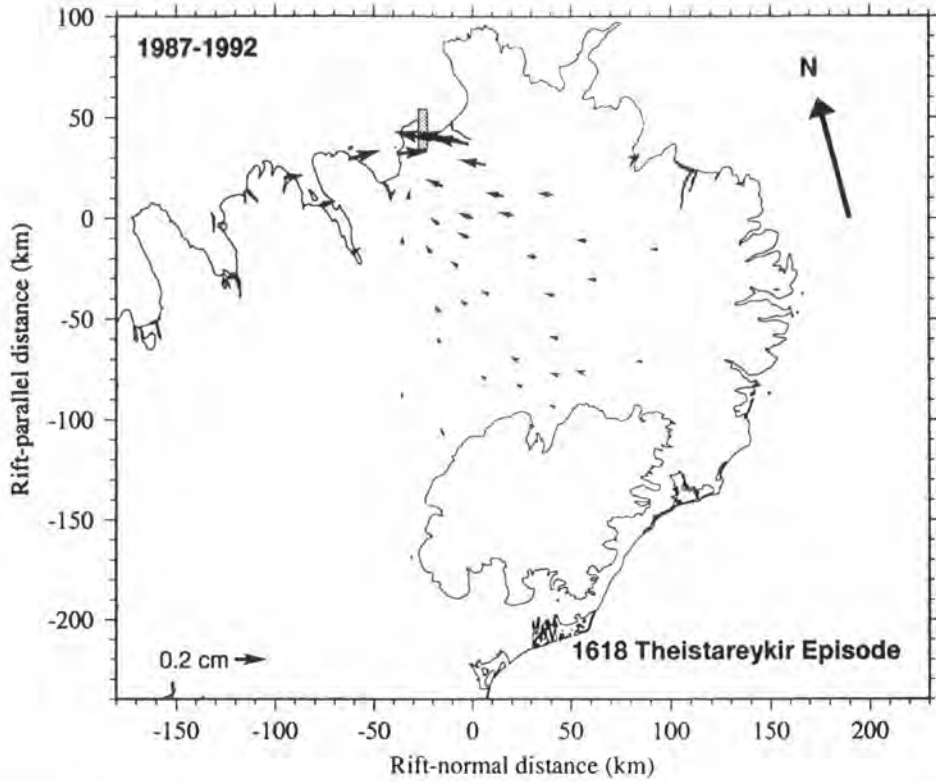 1987-1992
N
100
50
0
-50
-100
-150
-200
Rift-parallel distance (km)
0.2 cm
1618 Theistareykir Episode
-150 -100 -50 0 50 100 150 200
Rift-normal distance (km)